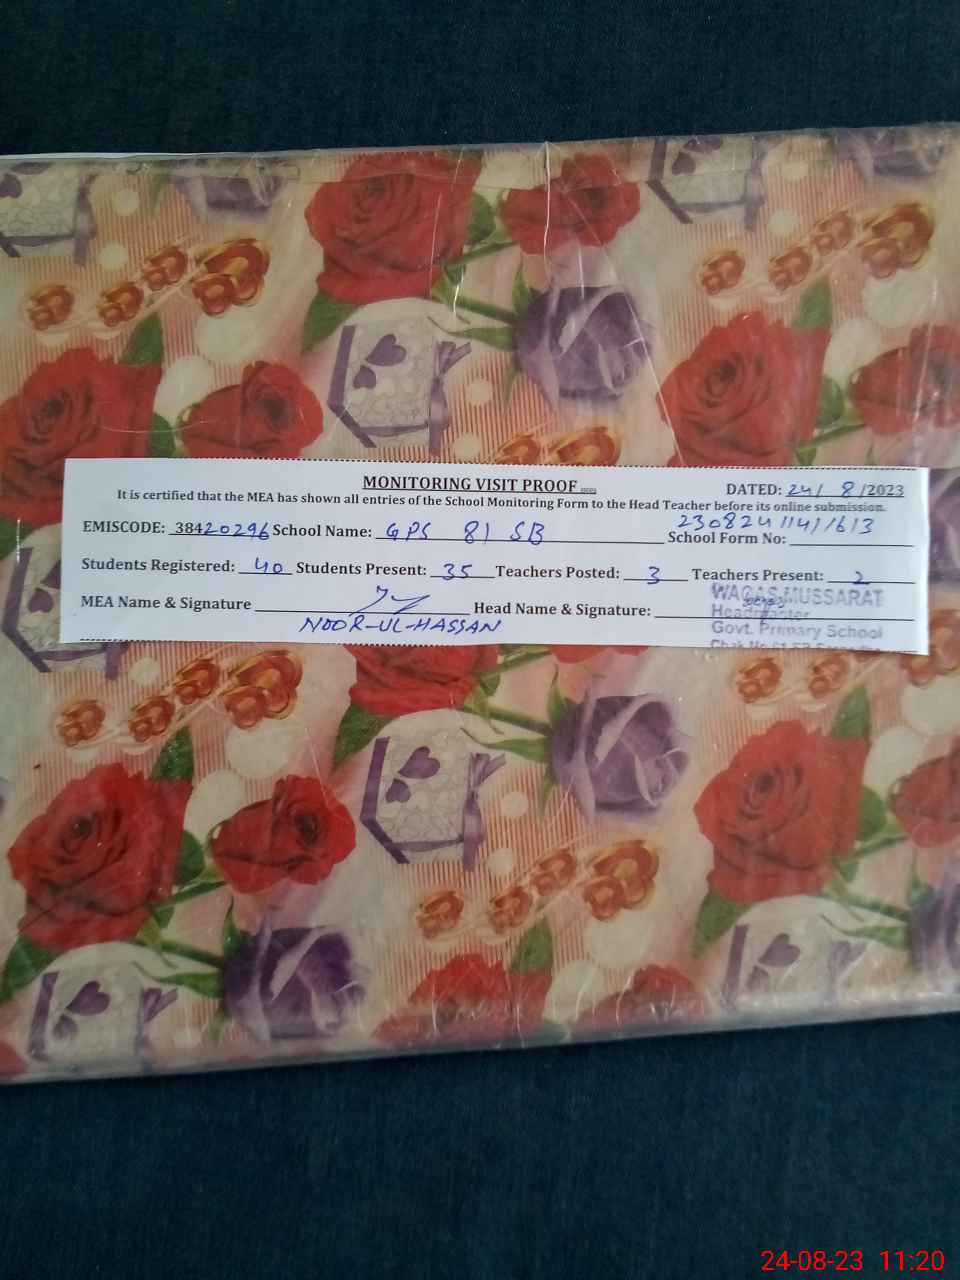 MONITORING VISIT PROOF
DATED: 24/ 8 /2023
It is certified that the MEA has shown all entries of the School Monitoring Form to the Head Teacher before its online submission.
EMISCODE: 38420296 School Name: GPS 81 SB School Form No: 23082411411613
Students Registered: 40 Students Present: 35 Teachers Posted: 3 Teachers Present: 2
MEA Name & Signature Head Name & Signature:
NOOR-UL-HASSAN
WAQAS MUSSARAT
Headmaster
Govt. Primary School
24-08-23 11:20